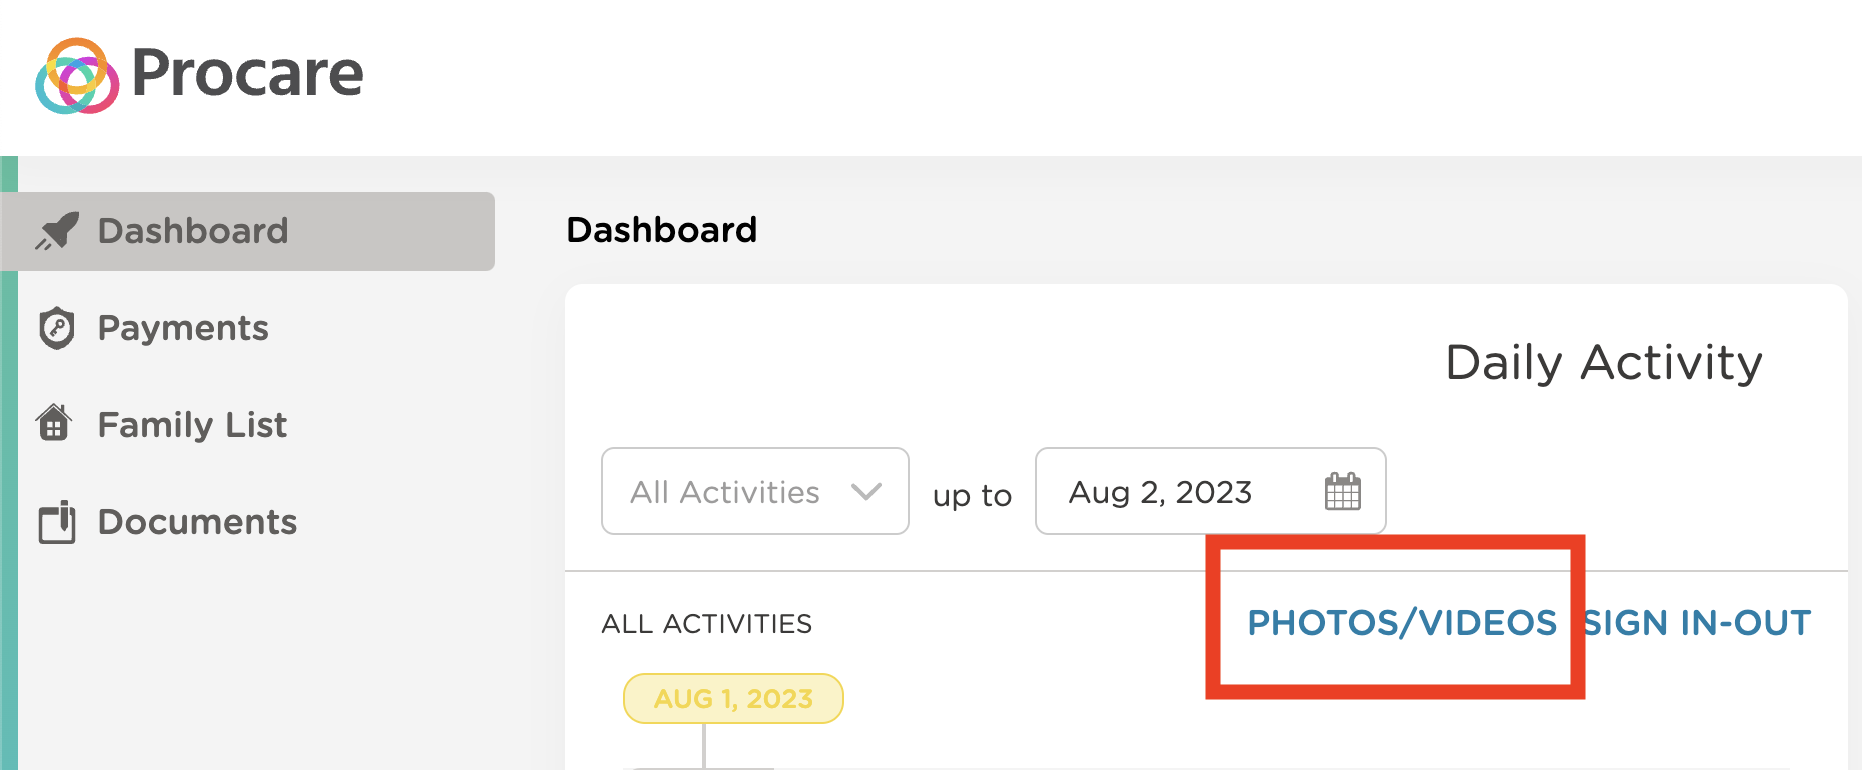 Procare
Dashboard
Payments
Family List
Documents
Dashboard
Daily Activity
All Activities up to Aug 2, 2023
ALL ACTIVITIES PHOTOS/VIDEOS SIGN IN-OUT
AUG 1, 2023